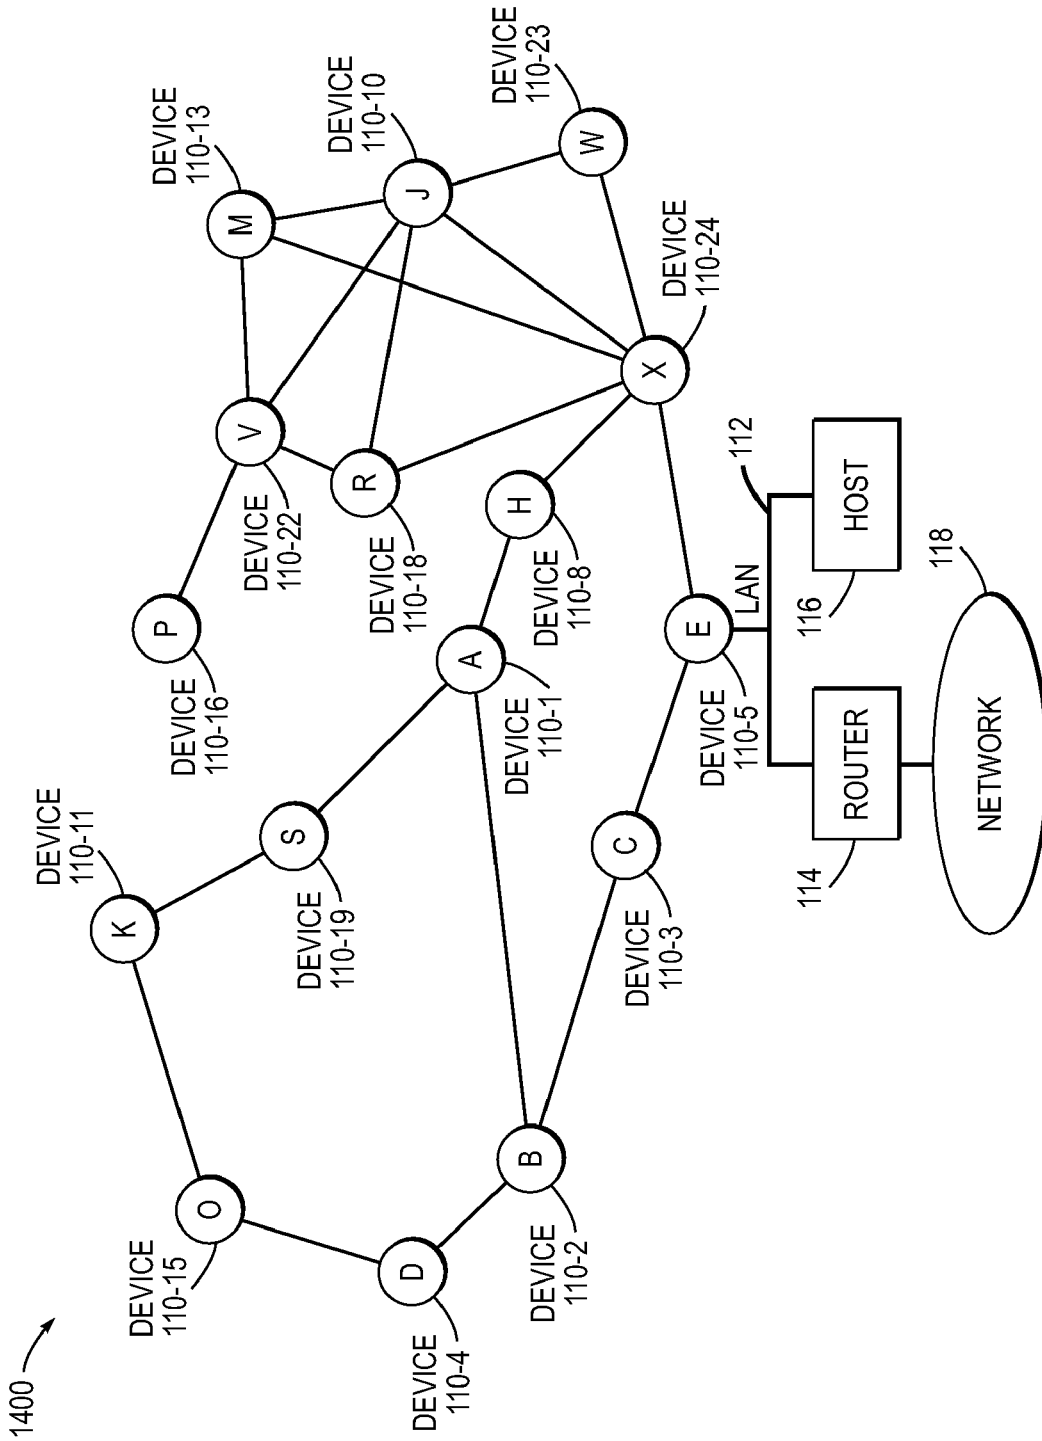 1400
DEVICE
110-11
K
DEVICE
110-15
DEVICE
110-13
P
DEVICE
110-16
O
M
V
DEVICE
110-22
S
DEVICE
110-19
DEVICE
110-10
R
DEVICE
110-18
D
J
DEVICE
110-4
A
DEVICE
110-23
DEVICE
110-1
H
B
DEVICE
110-2
DEVICE
110-8
W
C
DEVICE
110-3
X
DEVICE
110-24
E
DEVICE
110-5
LAN
112
114
116
ROUTER
HOST
118
NETWORK